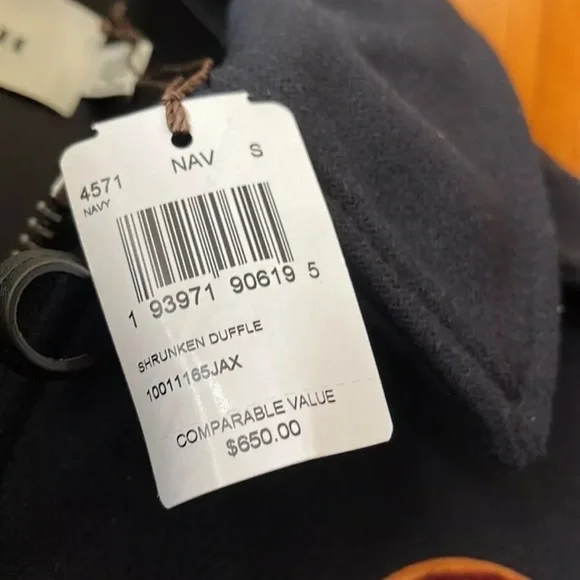 NAV S
4571
NAVY
1 93971 90619 5
SHRUNKEN DUFFLE
10011165JAX
COMPARABLE VALUE
$650.00